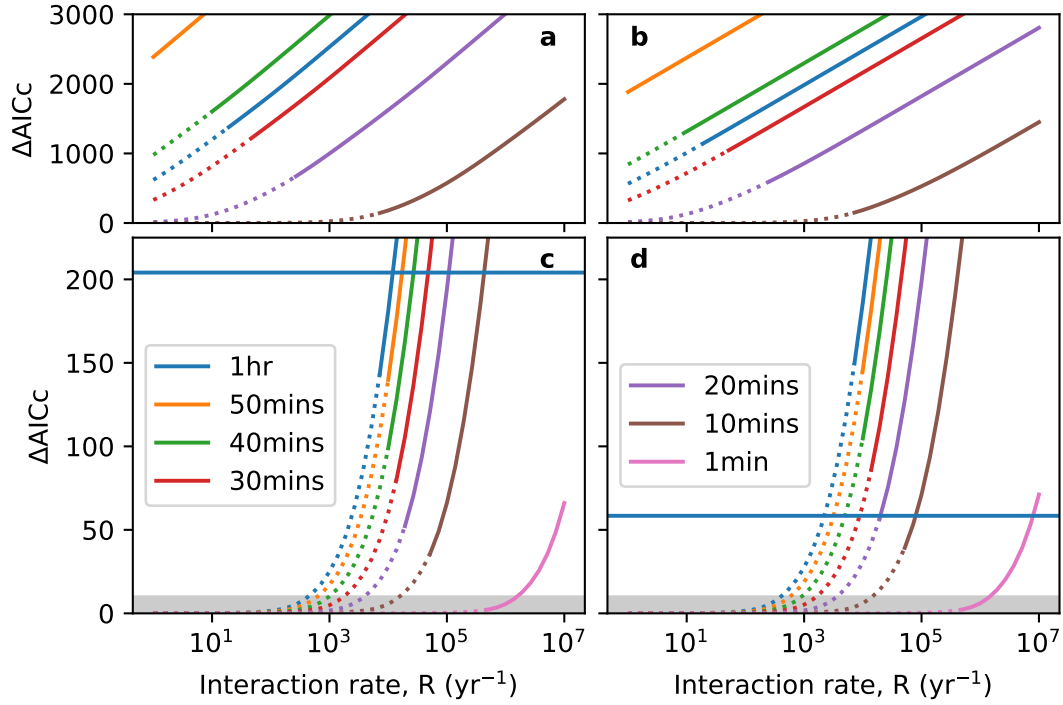 3000
2000
1000
0
ΔAICc
a
b
200
150
100
50
0
ΔAICc
c
d
1hr
50mins
40mins
30mins
20mins
10mins
1min
10¹ 10³ 10⁵ 10⁷
10¹ 10³ 10⁵ 10⁷
Interaction rate, R (yr⁻¹)
Interaction rate, R (yr⁻¹)